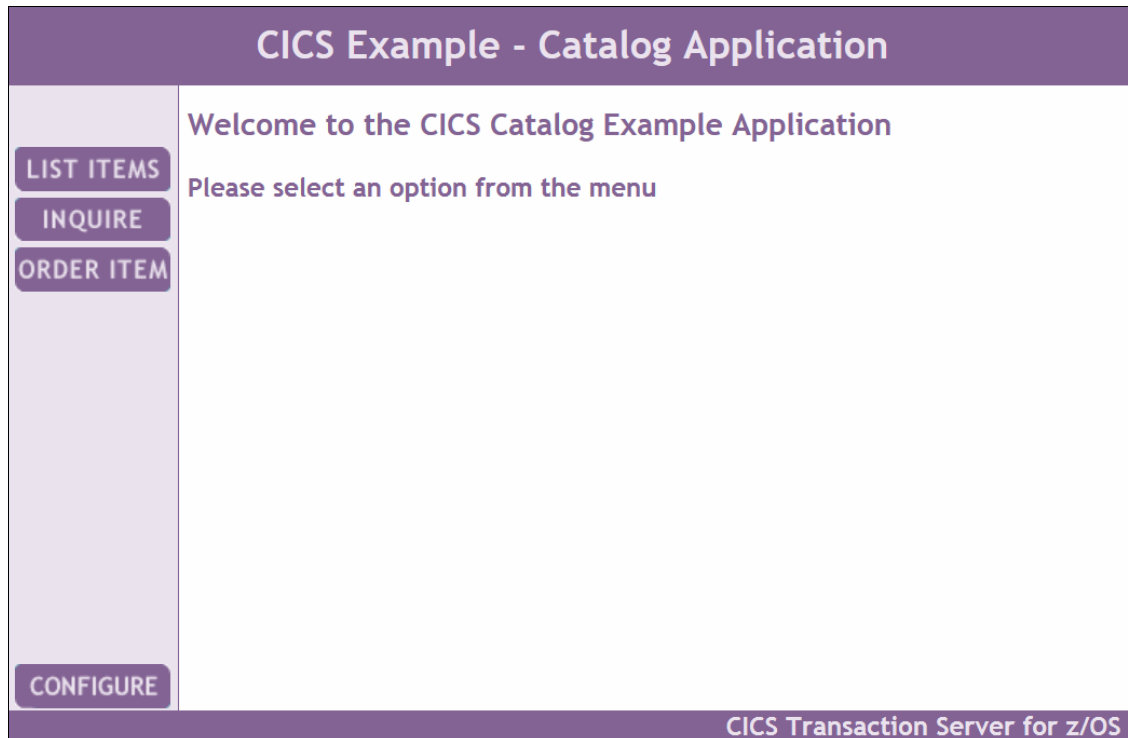 CICS Example - Catalog Application
Welcome to the CICS Catalog Example Application
Please select an option from the menu
LIST ITEMS
INQUIRE
ORDER ITEM
CONFIGURE
CICS Transaction Server for z/OS